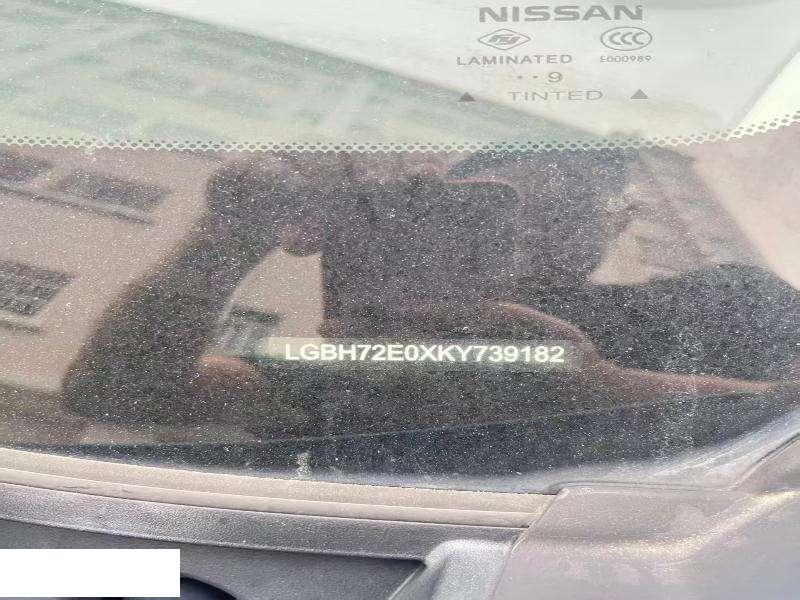 NISSAN
LAMINATED E000989
··9
▲ TINTED ▲
LGBH72E0XKY739182